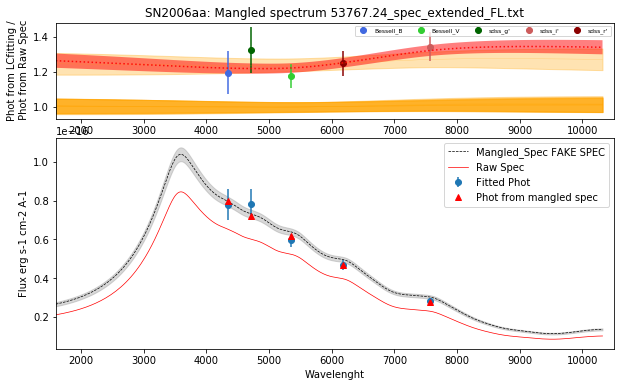 SN2006aa: Mangled spectrum 53767.24_spec_extended_FL.txt
Phot from LCfitting /
Phot from Raw Spec
1.4
1.2
1.0
Bessell_B
Bessell_V
sdss_g'
sdss_i'
sdss_r'
2000 3000 4000 5000 6000 7000 8000 9000 10000
1e-16
Flux erg s-1 cm-2 A-1
1.0
0.8
0.6
0.4
0.2
Mangled_Spec FAKE SPEC
Raw Spec
Fitted Phot
Phot from mangled spec
2000 3000 4000 5000 6000 7000 8000 9000 10000
Wavelenght